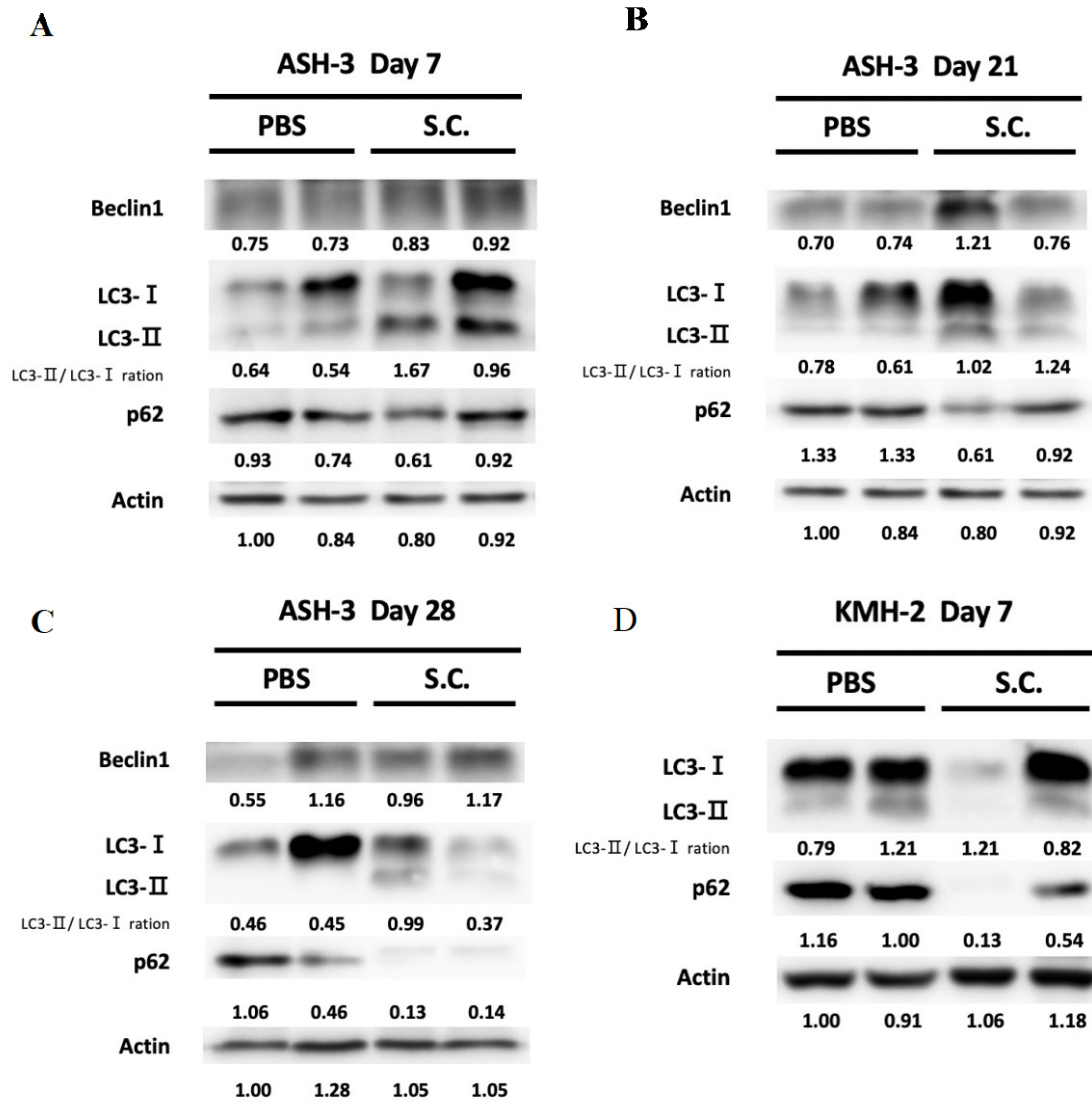 A
ASH-3 Day 7
PBS S.C.
Beclin1
0.75 0.73 0.83 0.92
LC3-Ⅰ
LC3-Ⅱ
LC3-Ⅱ/ LC3-Ⅰ ration 0.64 0.54 1.67 0.96
p62
0.93 0.74 0.61 0.92
Actin
1.00 0.84 0.80 0.92
B
ASH-3 Day 21
PBS S.C.
Beclin1
0.70 0.74 1.21 0.76
LC3-Ⅰ
LC3-Ⅱ
LC3-Ⅱ/ LC3-Ⅰ ration 0.78 0.61 1.02 1.24
p62
1.33 1.33 0.61 0.92
Actin
1.00 0.84 0.80 0.92
C
ASH-3 Day 28
PBS S.C.
Beclin1
0.55 1.16 0.96 1.17
LC3-Ⅰ
LC3-Ⅱ
LC3-Ⅱ/ LC3-Ⅰ ration 0.46 0.45 0.99 0.37
p62
1.06 0.46 0.13 0.14
Actin
1.00 1.28 1.05 1.05
D
KMH-2 Day 7
PBS S.C.
LC3-Ⅰ
LC3-Ⅱ
LC3-Ⅱ/ LC3-Ⅰ ration 0.79 1.21 1.21 0.82
p62
1.16 1.00 0.13 0.54
Actin
1.00 0.91 1.06 1.18